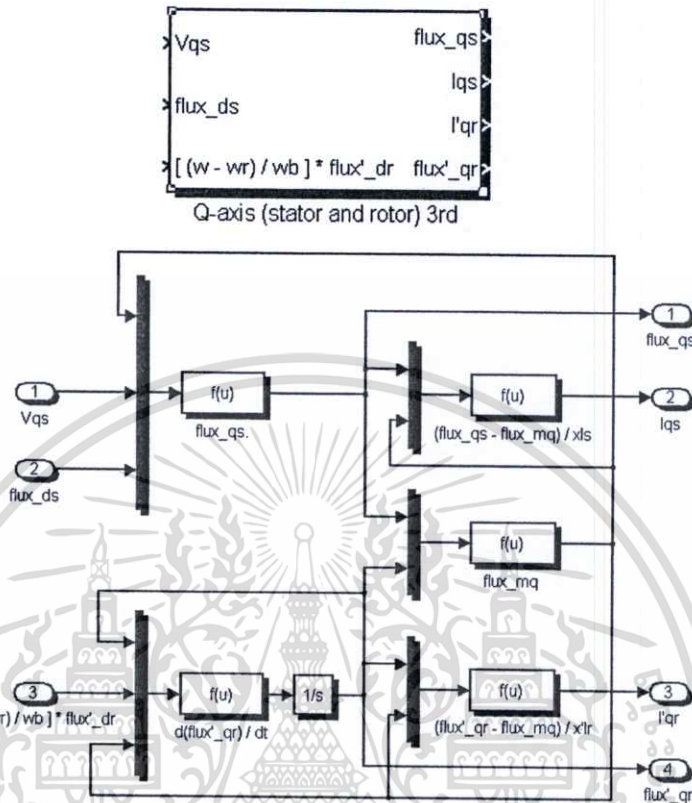 Vqs
flux_ds
[ (w - wr) / wb ] * flux'_dr
flux_qs
Iqs
I'qr
flux'_qr
Q-axis (stator and rotor) 3rd
1
Vqs
2
flux_ds
f(u)
flux_qs.
f(u)
(flux_qs - flux_mq) / xls
1
flux_qs
2
Iqs
f(u)
flux_mq
3
r) / wb ] * flux'_dr
f(u)
d(flux'_qr) / dt
1/s
f(u)
(flux'_qr - flux_mq) / x'lr
3
I'qr
4
flux'_qr